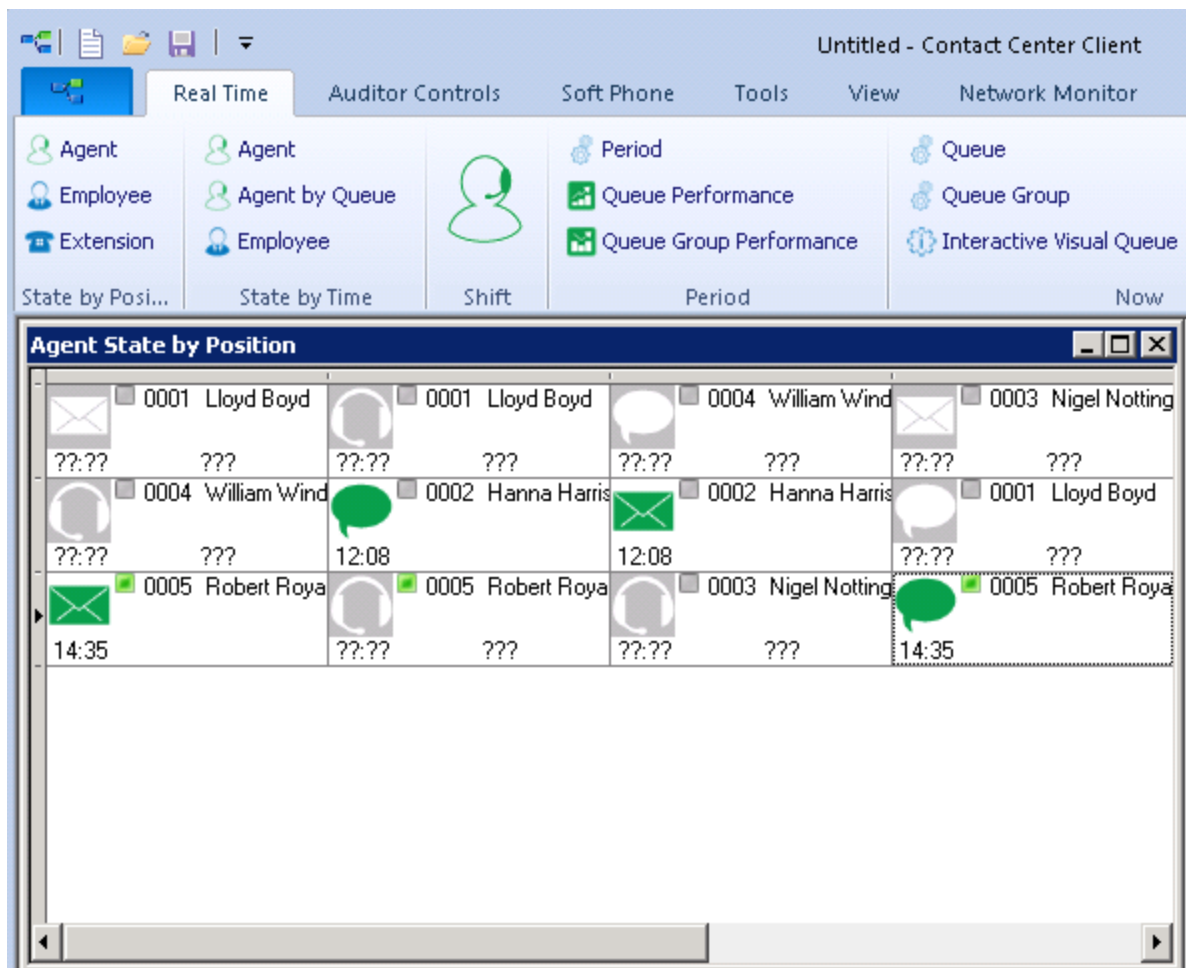 Untitled - Contact Center Client
Real Time Auditor Controls Soft Phone Tools View Network Monitor
Agent Agent Period Queue
Employee Agent by Queue Queue Performance Queue Group
Extension Employee Queue Group Performance Interactive Visual Queue
State by Posi... State by Time Shift Period Now
Agent State by Position
0001 Lloyd Boyd 0001 Lloyd Boyd 0004 William Wind 0003 Nigel Notting
??:?? ??? ??:?? ??? ??:?? ??? ??:?? ???
0004 William Wind 0002 Hanna Harris 0002 Hanna Harris 0001 Lloyd Boyd
??:?? ??? 12:08 12:08 ??:?? ???
0005 Robert Roya 0005 Robert Roya 0003 Nigel Notting 0005 Robert Roya
14:35 ??:?? ??? ??:?? ??? 14:35